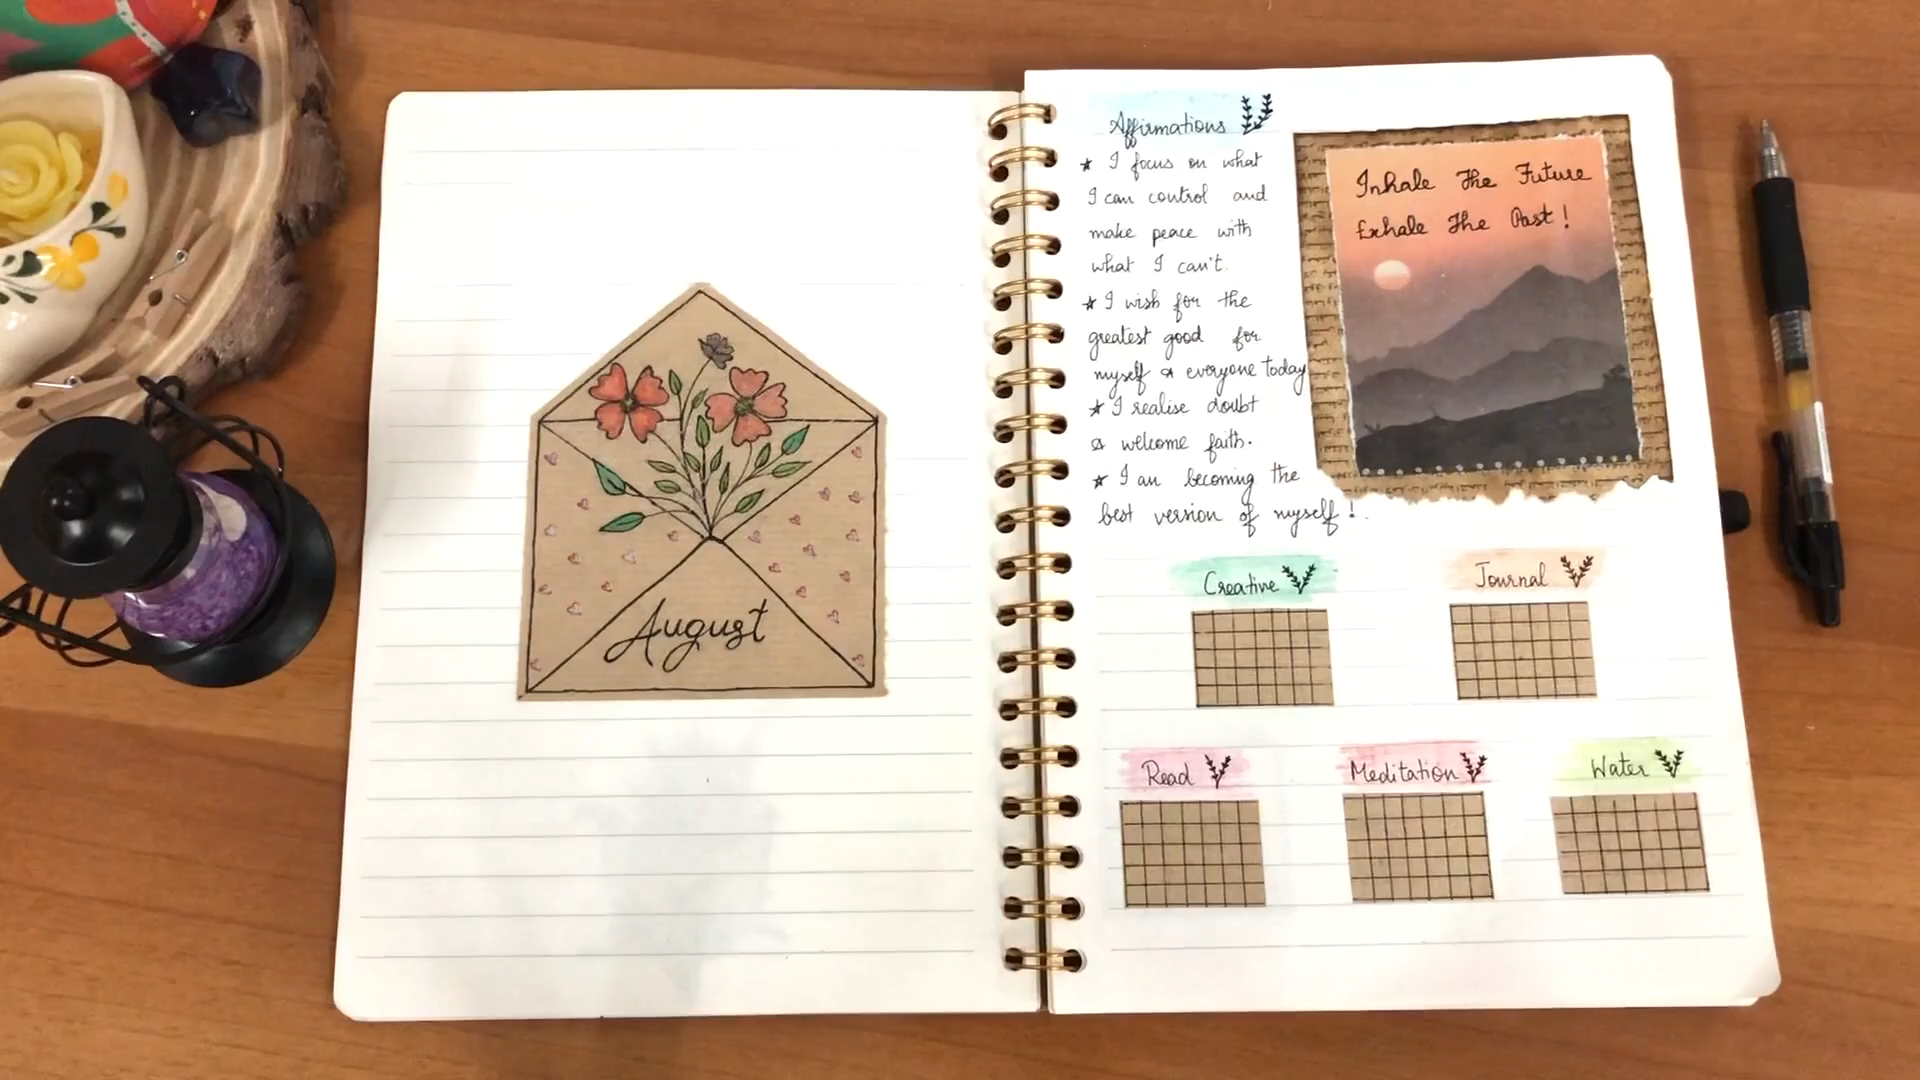 August
Affirmations
★ I focus on what
I can control and
make peace with
what I can't.
★ I wish for the
greatest good for
myself & everyone today
★ I realise doubt
& welcome faith.
★ I am becoming the
best version of myself!.
Inhale The Future
Exhale The Past!
Creative
Journal
Read
Meditation
Water